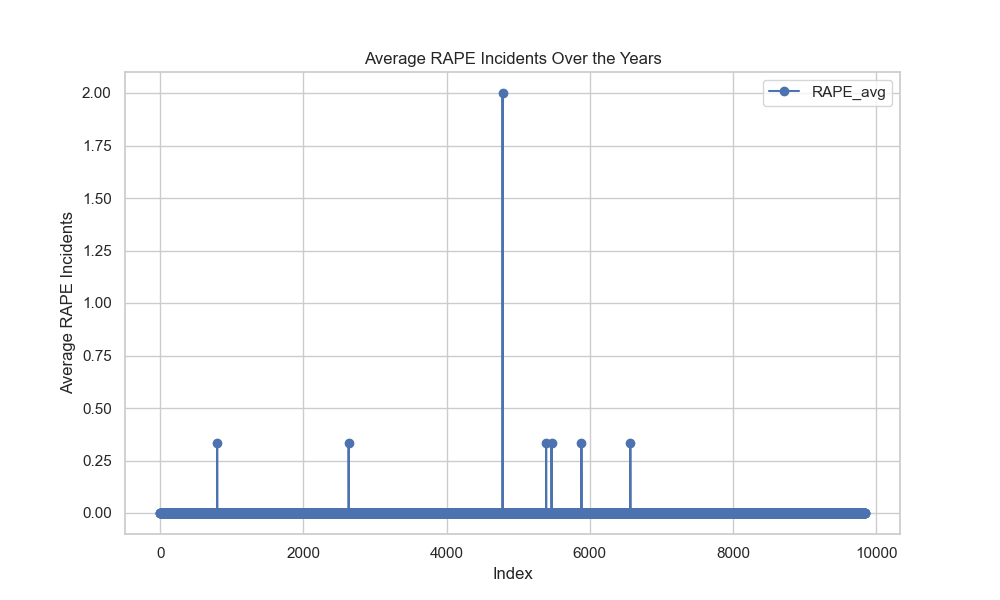 Average RAPE Incidents Over the Years
RAPE_avg
Average RAPE Incidents
2.00
1.75
1.50
1.25
1.00
0.75
0.50
0.25
0.00
0 2000 4000 6000 8000 10000
Index